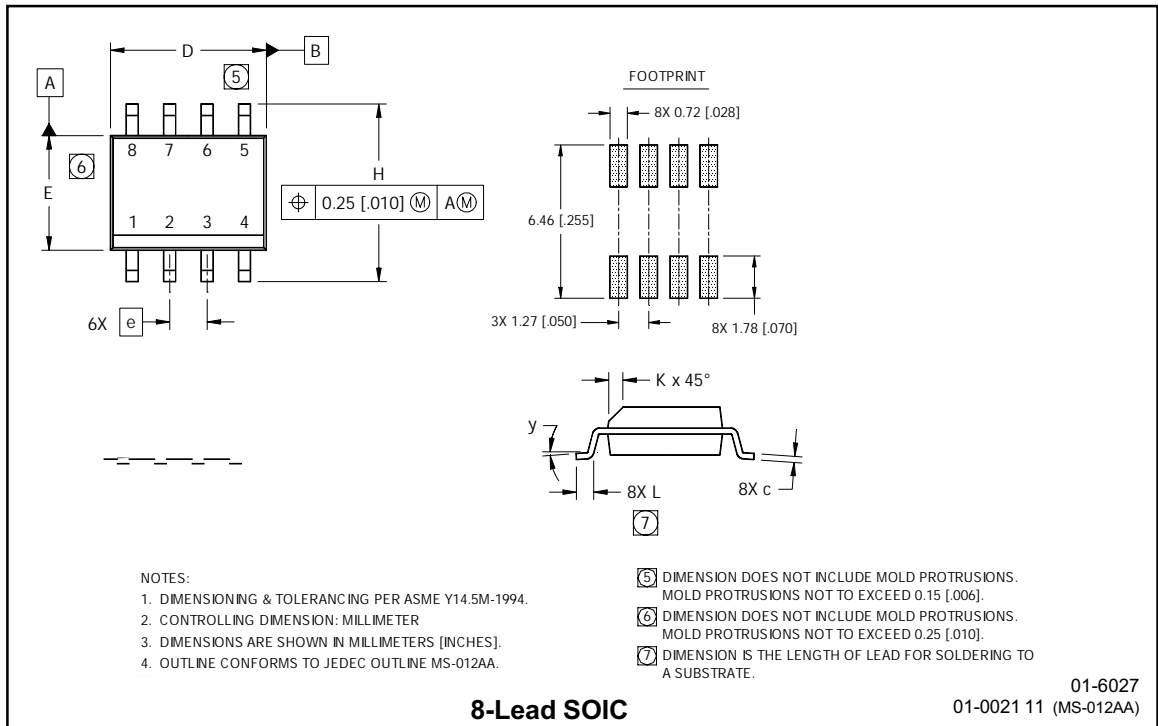 D
B
5
A
8 7 6 5
6
E
H
⌖ 0.25 [.010] Ⓜ AⓂ
1 2 3 4
6X e
FOOTPRINT
8X 0.72 [.028]
6.46 [.255]
3X 1.27 [.050]
8X 1.78 [.070]
K x 45°
y
8X L
8X c
7
NOTES:
1. DIMENSIONING & TOLERANCING PER ASME Y14.5M-1994.
2. CONTROLLING DIMENSION: MILLIMETER
3. DIMENSIONS ARE SHOWN IN MILLIMETERS [INCHES].
4. OUTLINE CONFORMS TO JEDEC OUTLINE MS-012AA.
5 DIMENSION DOES NOT INCLUDE MOLD PROTRUSIONS.
MOLD PROTRUSIONS NOT TO EXCEED 0.15 [.006].
6 DIMENSION DOES NOT INCLUDE MOLD PROTRUSIONS.
MOLD PROTRUSIONS NOT TO EXCEED 0.25 [.010].
7 DIMENSION IS THE LENGTH OF LEAD FOR SOLDERING TO
A SUBSTRATE.
8-Lead SOIC
01-6027
01-0021 11 (MS-012AA)